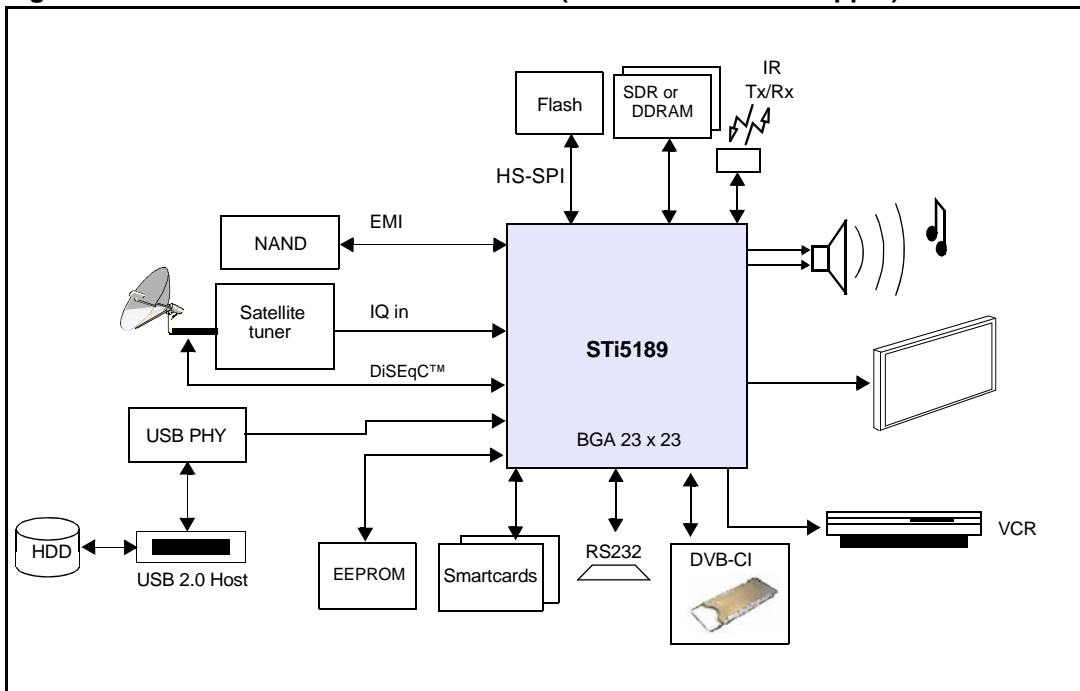 IR
Tx/Rx
Flash
SDR or
DDRAM
HS-SPI
EMI
NAND
Satellite
tuner
IQ in
STi5189
DiSEqC™
USB PHY
BGA 23 x 23
HDD
USB 2.0 Host
EEPROM
Smartcards
RS232
DVB-CI
VCR